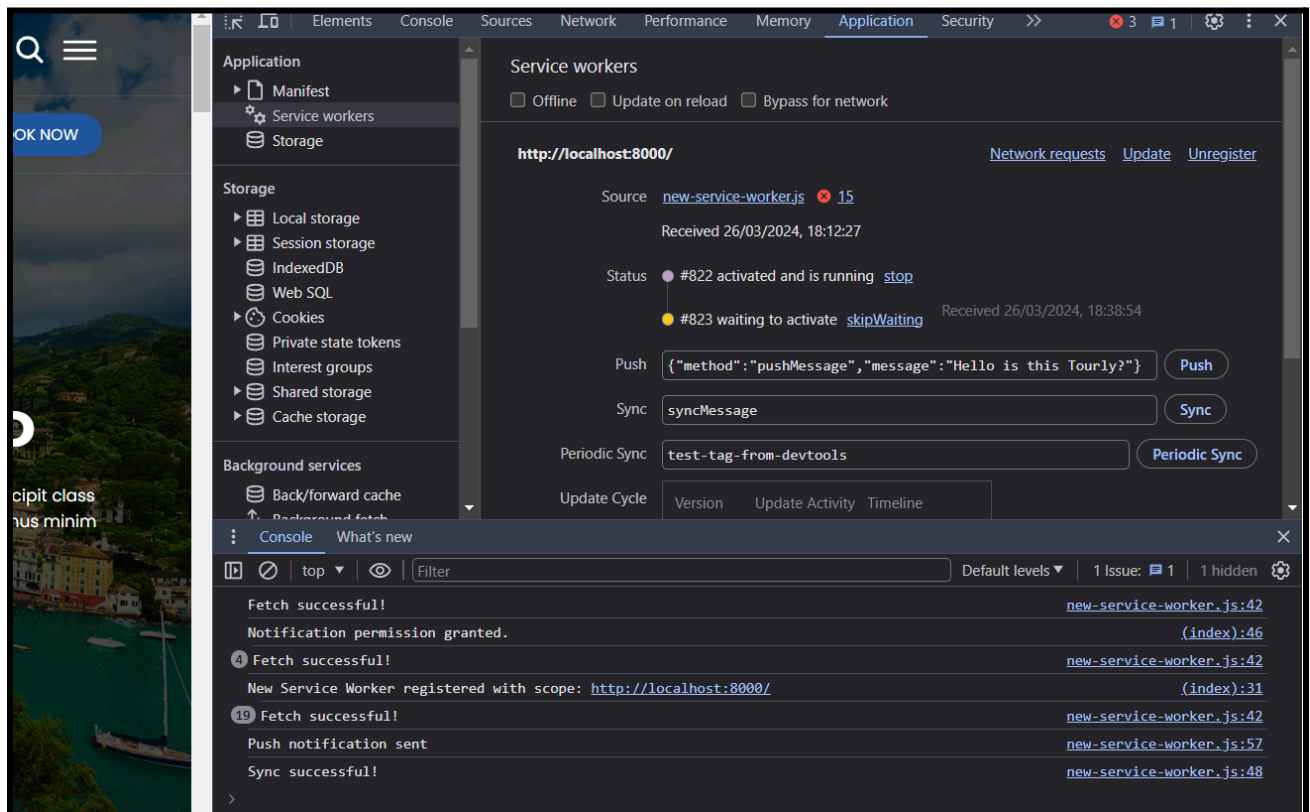 Elements Console Sources Network Performance Memory Application Security 3 1
OK NOW
cipit class
nus minim
Application
Manifest
Service workers
Storage
Storage
Local storage
Session storage
IndexedDB
Web SQL
Cookies
Private state tokens
Interest groups
Shared storage
Cache storage
Background services
Back/forward cache
Background fetch
Service workers
Offline Update on reload Bypass for network
http://localhost:8000/ Network requests Update Unregister
Source new-service-worker.js 15
Received 26/03/2024, 18:12:27
Status #822 activated and is running stop
#823 waiting to activate skipWaiting Received 26/03/2024, 18:38:54
Push {"method":"pushMessage","message":"Hello is this Tourly?"} Push
Sync syncMessage Sync
Periodic Sync test-tag-from-devtools Periodic Sync
Update Cycle Version Update Activity Timeline
Console What's new
top Filter Default levels 1 Issue: 1 1 hidden
Fetch successful! new-service-worker.js:42
Notification permission granted. (index):46
4 Fetch successful! new-service-worker.js:42
New Service Worker registered with scope: http://localhost:8000/ (index):31
19 Fetch successful! new-service-worker.js:42
Push notification sent new-service-worker.js:57
Sync successful! new-service-worker.js:48